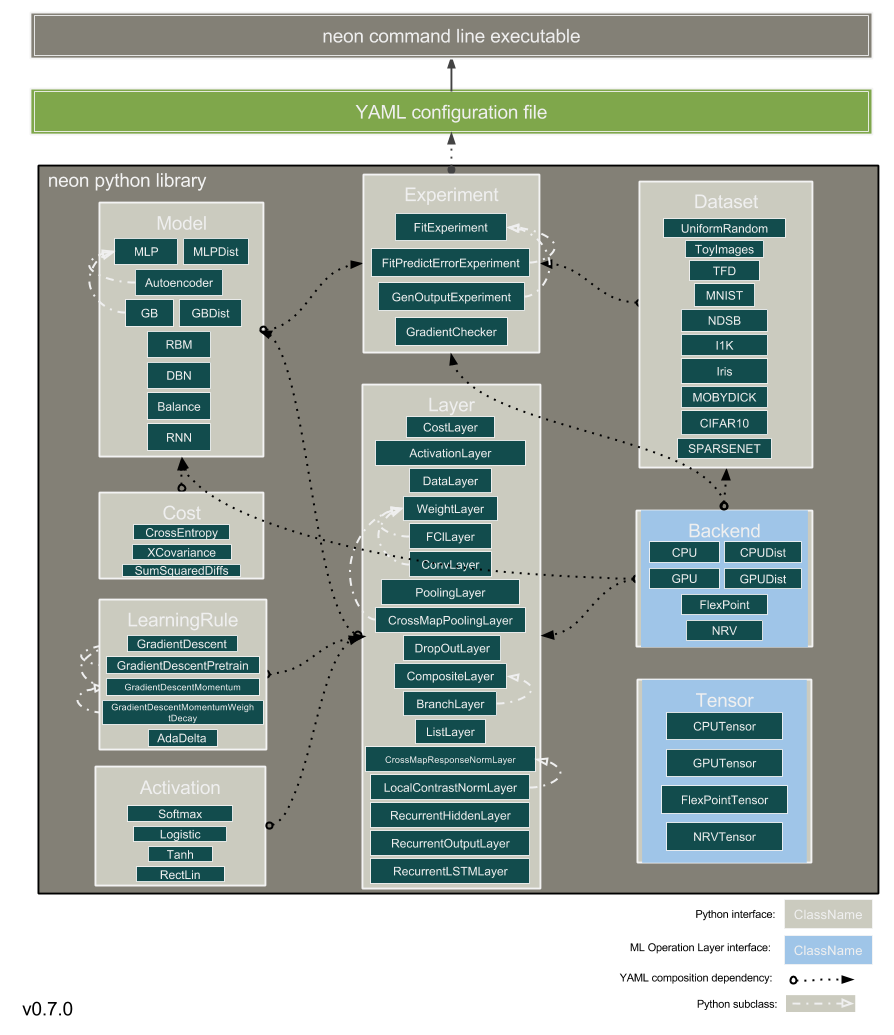 neon command line executable
YAML configuration file
neon python library
Model
MLP
MLPDist
Autoencoder
GB
GBDist
RBM
DBN
Balance
RNN
Cost
CrossEntropy
XCovariance
SumSquaredDiffs
LearningRule
GradientDescent
GradientDescentPretrain
GradientDescentMomentum
GradientDescentMomentumWeigh
tDecay
AdaDelta
Activation
Softmax
Logistic
Tanh
RectLin
Experiment
FitExperiment
FitPredictErrorExperiment
GenOutputExperiment
GradientChecker
Layer
CostLayer
ActivationLayer
DataLayer
WeightLayer
FCILayer
ConvLayer
PoolingLayer
CrossMapPoolingLayer
DropOutLayer
CompositeLayer
BranchLayer
ListLayer
CrossMapResponseNormLayer
LocalContrastNormLayer
RecurrentHiddenLayer
RecurrentOutputLayer
RecurrentLSTMLayer
Dataset
UniformRandom
ToyImages
TFD
MNIST
NDSB
I1K
Iris
MOBYDICK
CIFAR10
SPARSENET
Backend
CPU
CPUDist
GPU
GPUDist
FlexPoint
NRV
Tensor
CPUTensor
GPUTensor
FlexPointTensor
NRVTensor
Python interface:
ClassName
ML Operation Layer interface:
ClassName
YAML composition dependency:
Python subclass:
v0.7.0